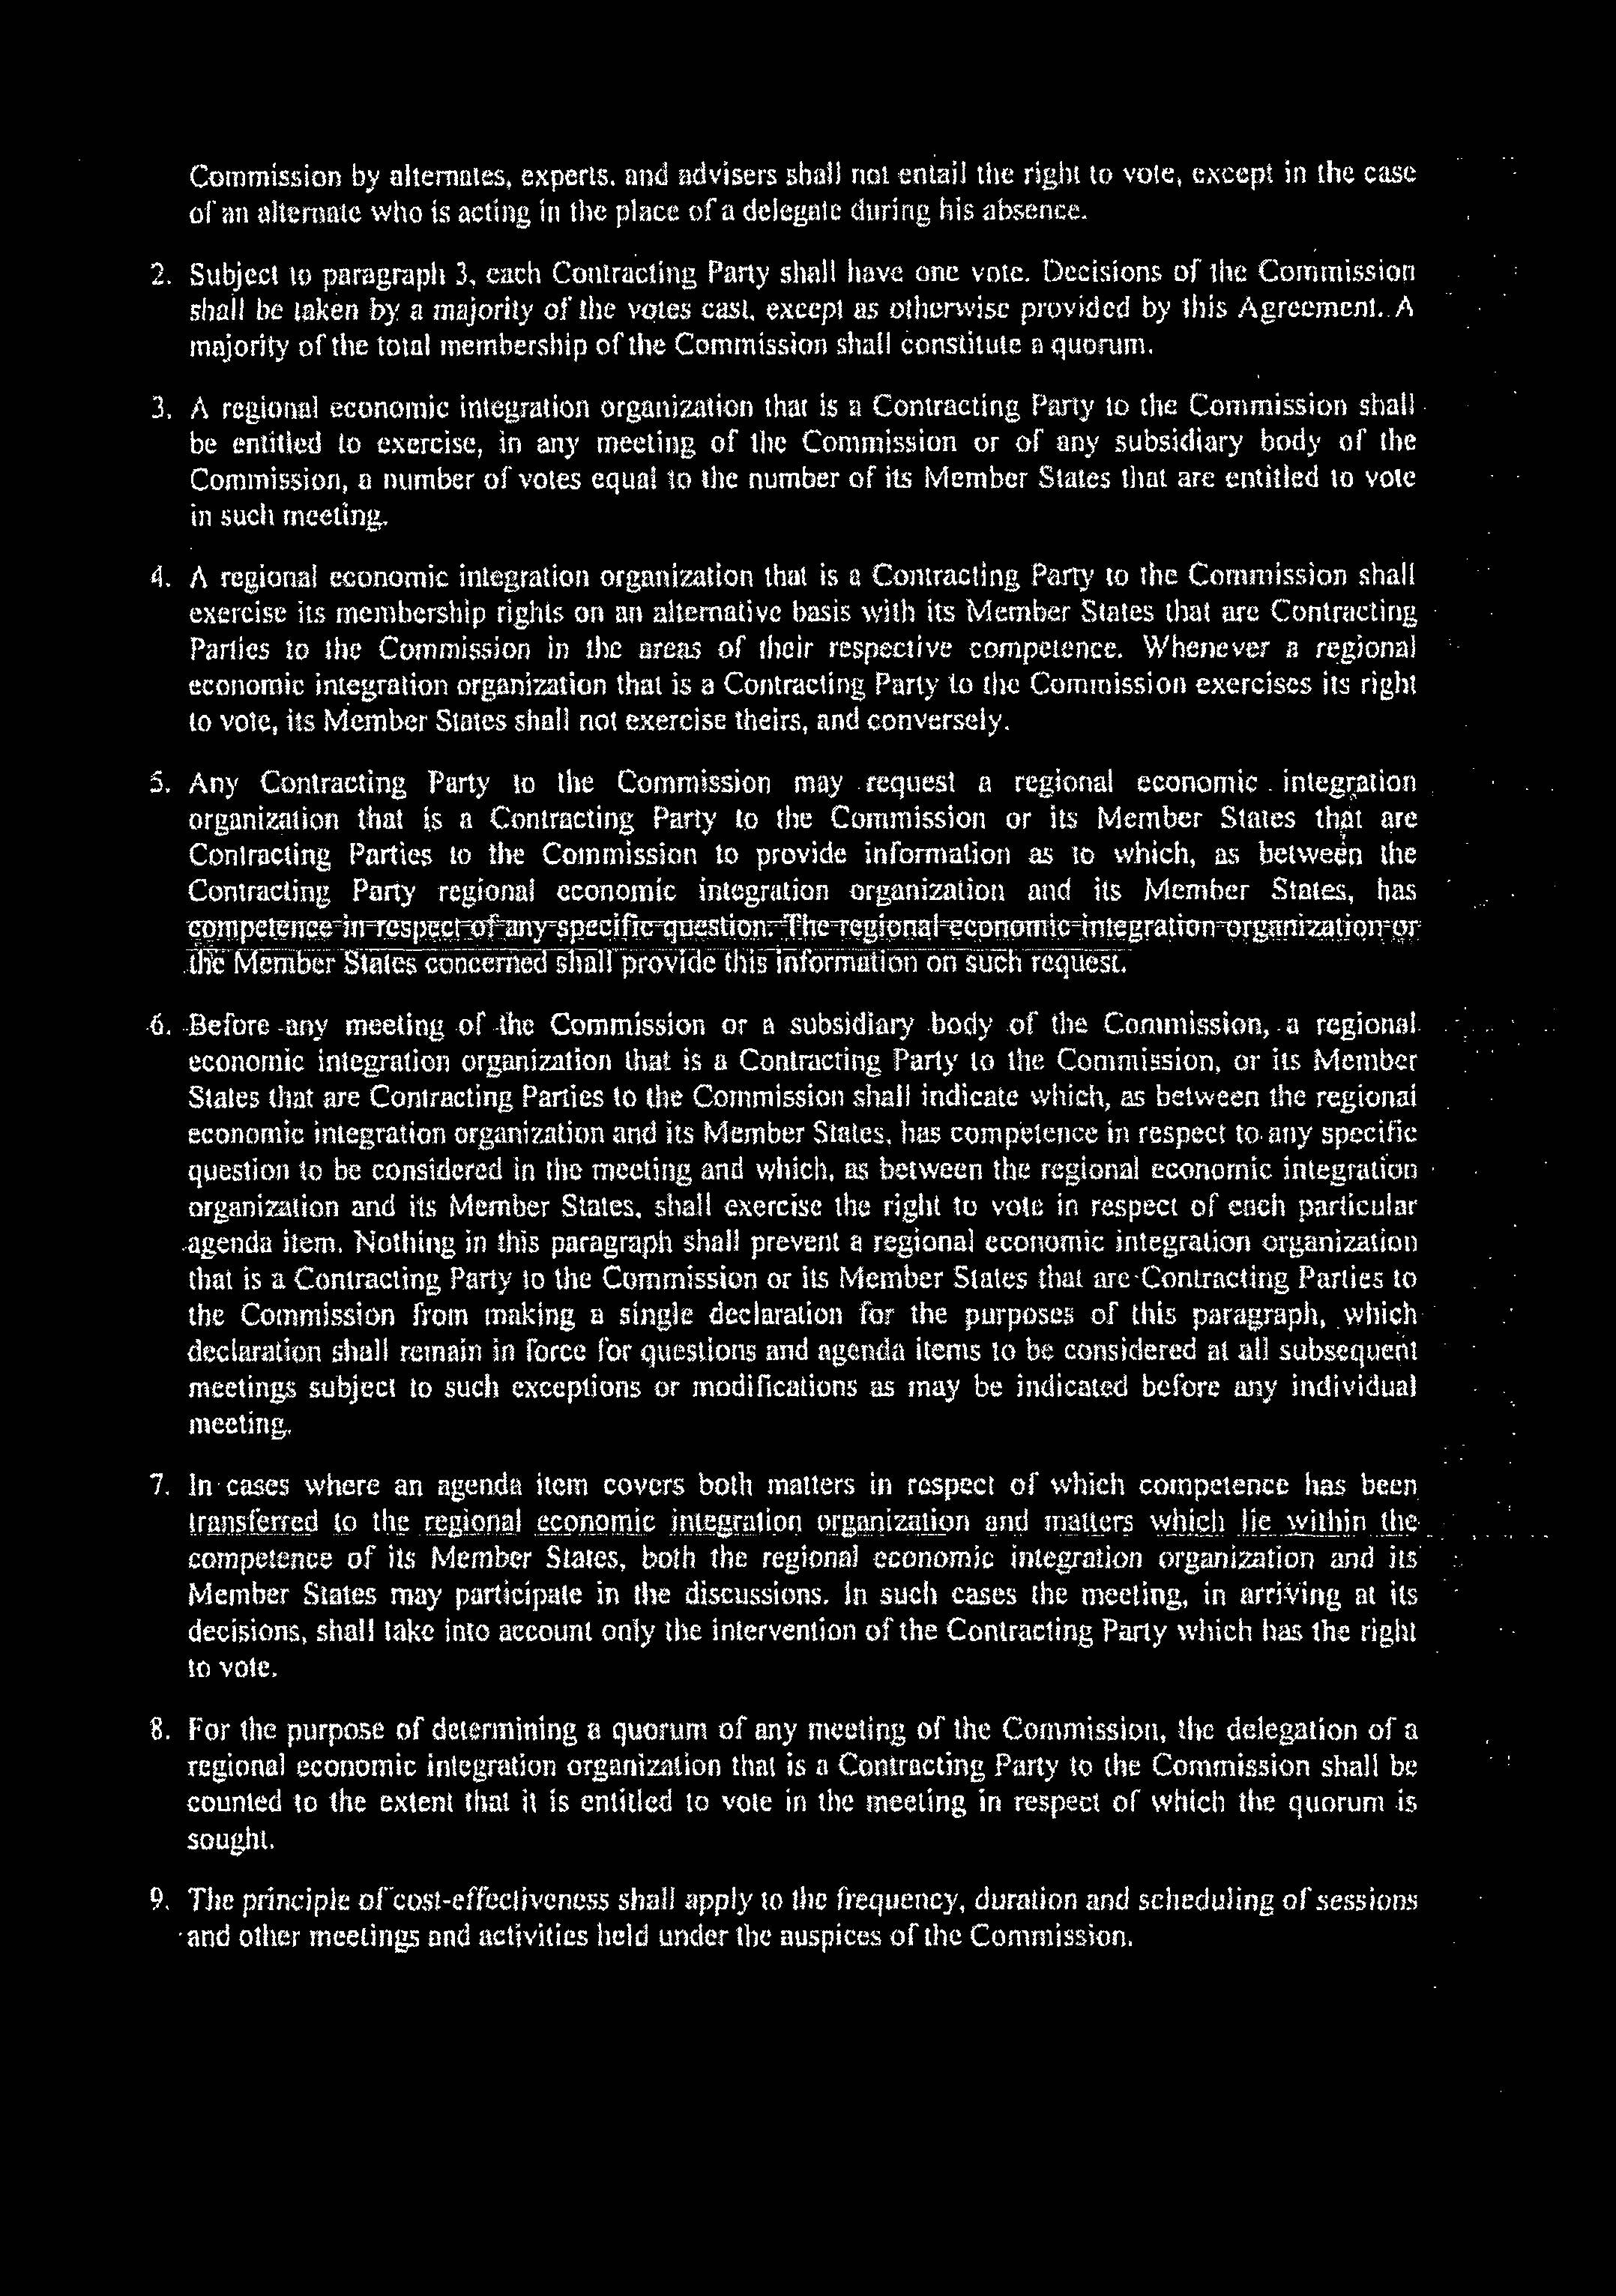 Commission by alternates, experts, and advisers shall not entail the right to vote, except in the case
of an alternate who is acting in the place of a delegate during his absence.
2. Subject to paragraph 3, each Contracting Party shall have one vote. Decisions of the Commission
shall be taken by a majority of the votes cast, except as otherwise provided by this Agreement. A
majority of the total membership of the Commission shall constitute a quorum.
3. A regional economic integration organization that is a Contracting Party to the Commission shall
be entitled to exercise, in any meeting of the Commission or of any subsidiary body of the
Commission, a number of votes equal to the number of its Member States that are entitled to vote
in such meeting.
4. A regional economic integration organization that is a Contracting Party to the Commission shall
exercise its membership rights on an alternative basis with its Member States that are Contracting
Parties to the Commission in the areas of their respective competence. Whenever a regional
economic integration organization that is a Contracting Party to the Commission exercises its right
to vote, its Member States shall not exercise theirs, and conversely.
5. Any Contracting Party to the Commission may request a regional economic integration
organization that is a Contracting Party to the Commission or its Member States that are
Contracting Parties to the Commission to provide information as to which, as between the
Contracting Party regional economic integration organization and its Member States, has
competence in respect of any specific question. The regional economic integration organization or
the Member States concerned shall provide this information on such request.
6. Before any meeting of the Commission or a subsidiary body of the Commission, a regional
economic integration organization that is a Contracting Party to the Commission, or its Member
States that are Contracting Parties to the Commission shall indicate which, as between the regional
economic integration organization and its Member States, has competence in respect to any specific
question to be considered in the meeting and which, as between the regional economic integration
organization and its Member States, shall exercise the right to vote in respect of each particular
agenda item. Nothing in this paragraph shall prevent a regional economic integration organization
that is a Contracting Party to the Commission or its Member States that are Contracting Parties to
the Commission from making a single declaration for the purposes of this paragraph, which
declaration shall remain in force for questions and agenda items to be considered at all subsequent
meetings subject to such exceptions or modifications as may be indicated before any individual
meeting.
7. In cases where an agenda item covers both matters in respect of which competence has been
transferred to the regional economic integration organization and matters which lie within the
competence of its Member States, both the regional economic integration organization and its
Member States may participate in the discussions. In such cases the meeting, in arriving at its
decisions, shall take into account only the intervention of the Contracting Party which has the right
to vote.
8. For the purpose of determining a quorum of any meeting of the Commission, the delegation of a
regional economic integration organization that is a Contracting Party to the Commission shall be
counted to the extent that it is entitled to vote in the meeting in respect of which the quorum is
sought.
9. The principle of cost-effectiveness shall apply to the frequency, duration and scheduling of sessions
and other meetings and activities held under the auspices of the Commission.